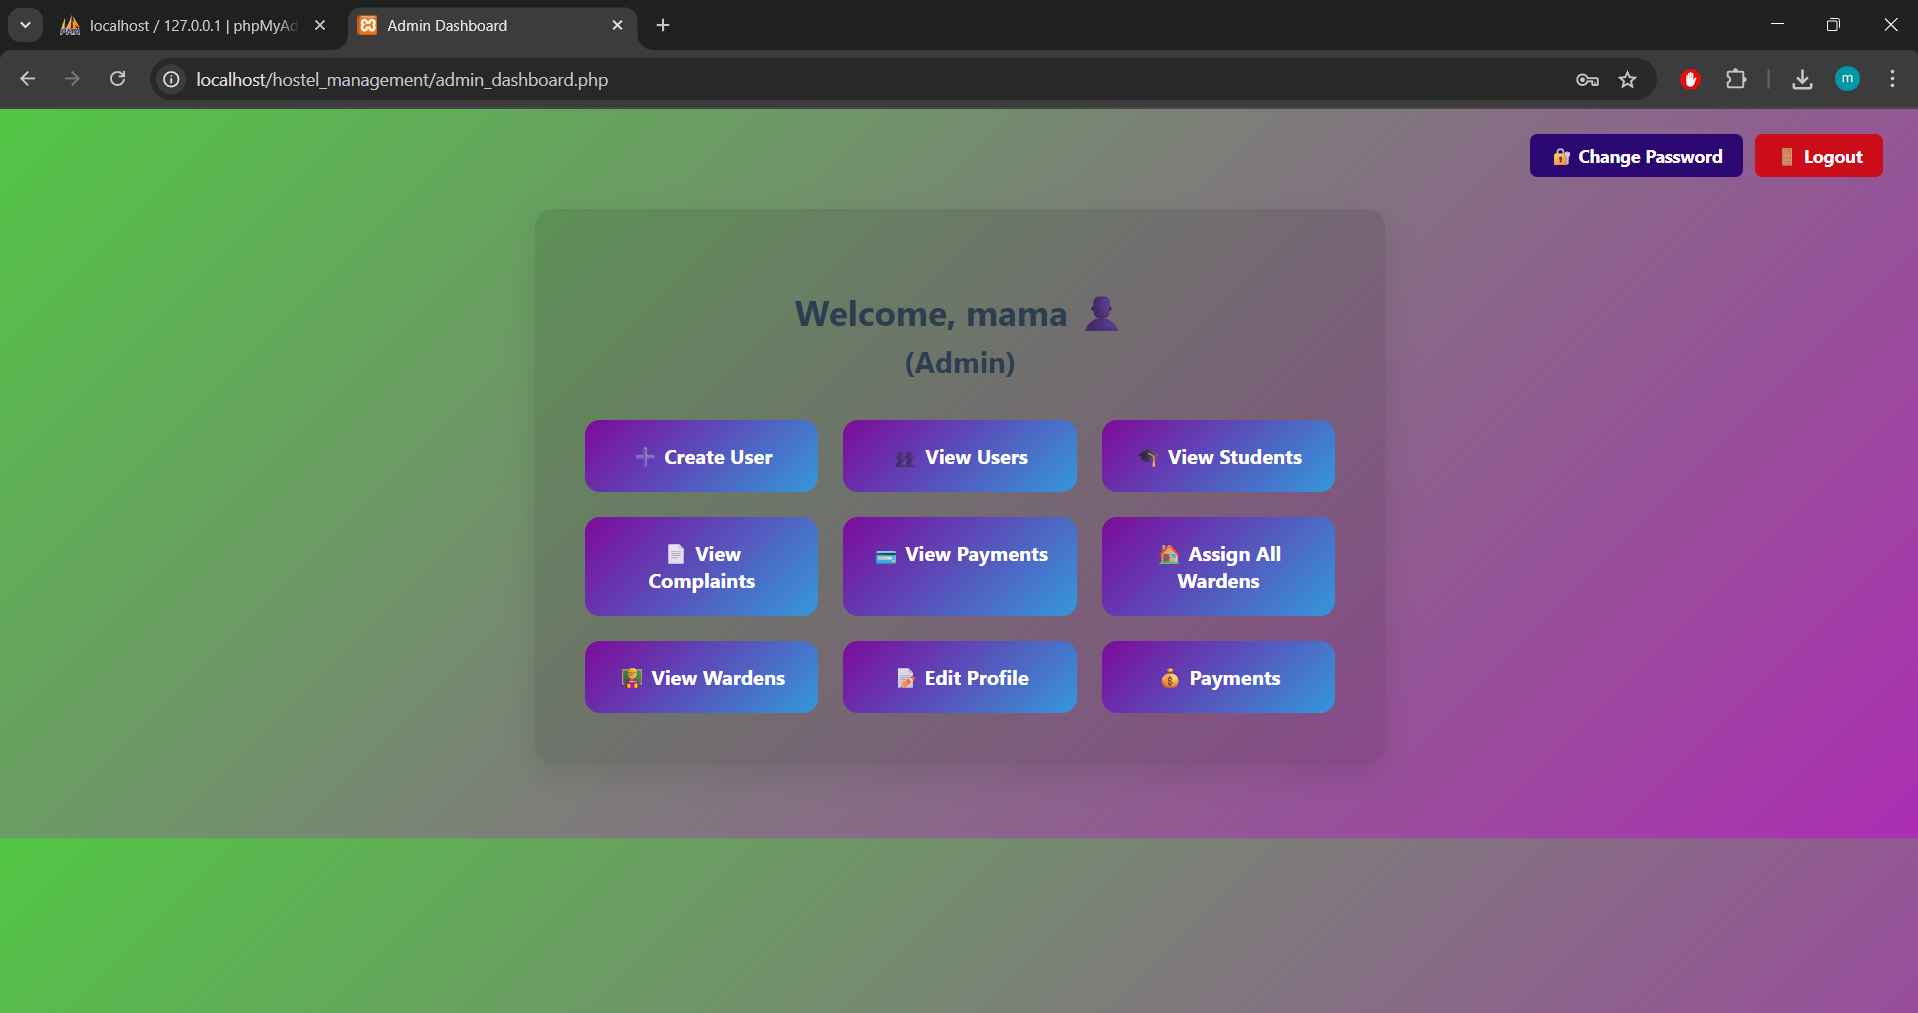 localhost / 127.0.0.1 | phpMyAd
Admin Dashboard
localhost/hostel_management/admin_dashboard.php
m
🔐 Change Password
🚪 Logout
Welcome, mama 👤
(Admin)
➕ Create User
👥 View Users
🎓 View Students
📄 View
Complaints
💳 View Payments
🏠 Assign All
Wardens
👩‍🏫 View Wardens
📝 Edit Profile
💰 Payments